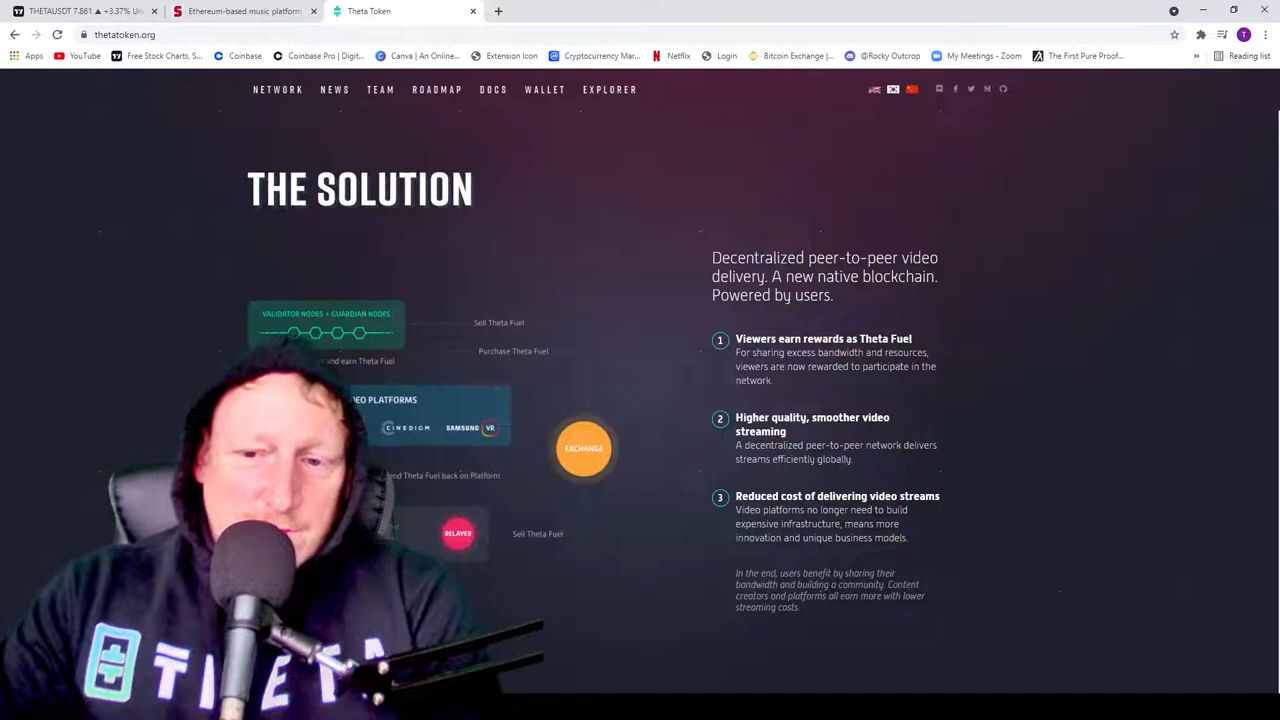 THETAUSDT 7.861 ▲ +3.37% Un
Ethereum-based music platform
Theta Token
thetatoken.org
Apps
YouTube
Free Stock Charts, S...
Coinbase
Coinbase Pro | Digit...
Canva | An Online...
Extension Icon
Cryptocurrency Mar...
Netflix
Login
Bitcoin Exchange |...
@Rocky Outcrop
My Meetings - Zoom
The First Pure Proof...
Reading list
NETWORK NEWS TEAM ROADMAP DOCS WALLET EXPLORER
THE SOLUTION
VALIDATOR NODES + GUARDIAN NODES
Sell Theta Fuel
Purchase Theta Fuel
and earn Theta Fuel
PLATFORMS
CINEDIGM SAMSUNG VR
EXCHANGE
Theta Fuel back on Platform
RELAYER
Sell Theta Fuel
Decentralized peer-to-peer video
delivery. A new native blockchain.
Powered by users.
1 Viewers earn rewards as Theta Fuel
For sharing excess bandwidth and resources,
viewers are now rewarded to participate in the
network.
2 Higher quality, smoother video
streaming
A decentralized peer-to-peer network delivers
streams efficiently globally.
3 Reduced cost of delivering video streams
Video platforms no longer need to build
expensive infrastructure, means more
innovation and unique business models.
In the end, users benefit by sharing their
bandwidth and building a community. Content
creators and platforms all earn more with lower
streaming costs.
THETA